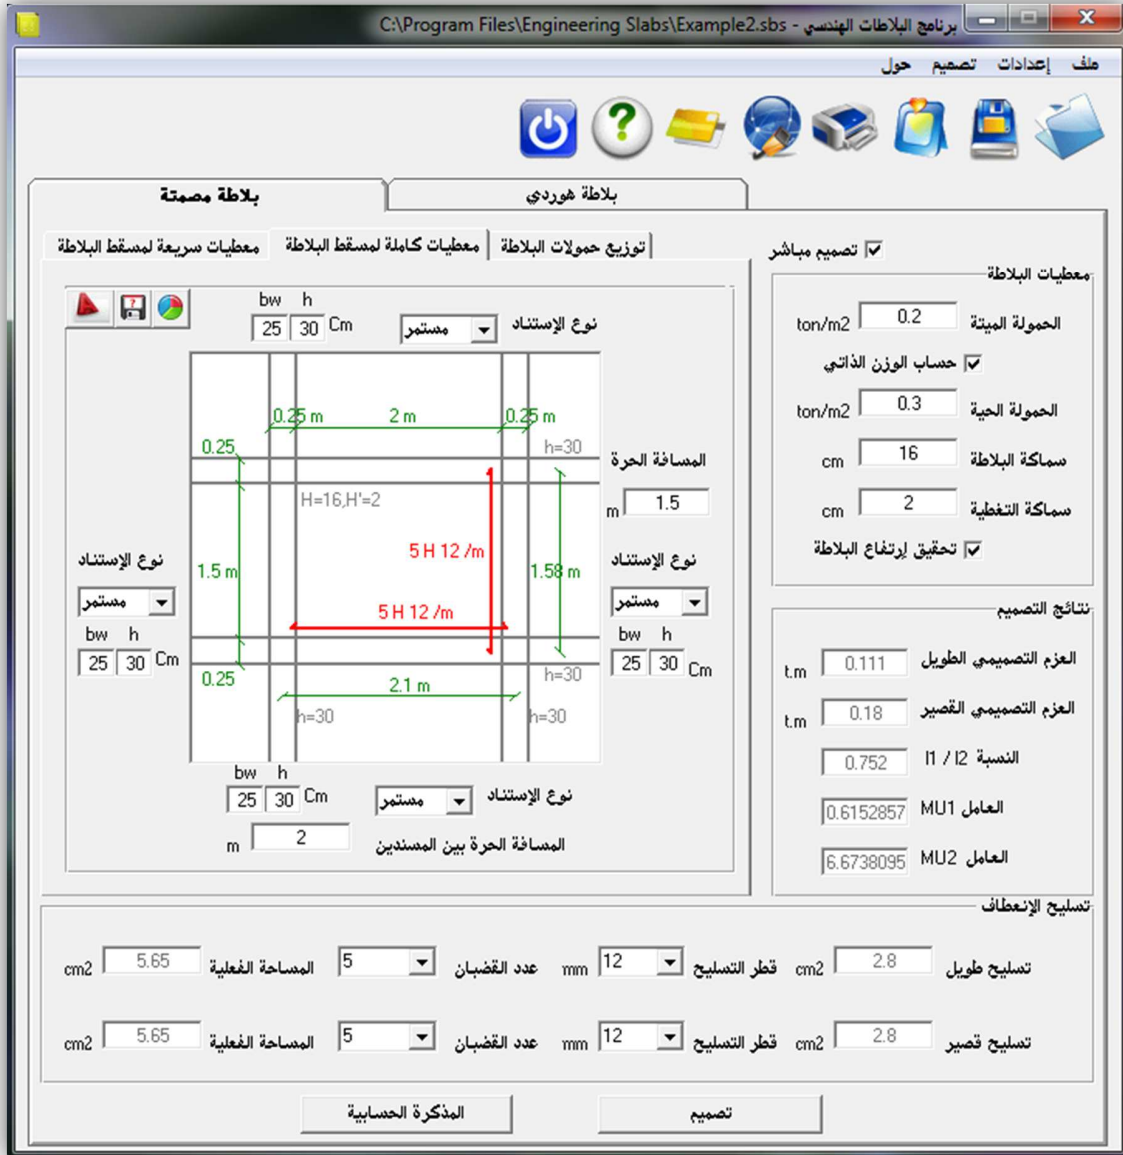 برنامج البلاطات الهندسي - C:\Program Files\Engineering Slabs\Example2.sbs
ملف إعدادات تصميم حول
بلاطة هوردي
بلاطة مصمتة
تصميم مباشر
معطيات البلاطة
الحمولة الميتة 0.2 ton/m2
حساب الوزن الذاتي
الحمولة الحية 0.3 ton/m2
سماكة البلاطة 16 cm
سماكة التغطية 2 cm
تحقيق إرتفاع البلاطة
نتائج التصميم
العزم التصميمي الطويل 0.111 t.m
العزم التصميمي القصير 0.18 t.m
النسبة l1 / l2 0.752
العامل MU1 0.6152857
العامل MU2 6.6738095
توزيع حمولات البلاطة
معطيات كاملة لمسقط البلاطة
معطيات سريعة لمسقط البلاطة
bw h
25 30 Cm
نوع الإستناد مستمر
0.25 m 2 m 0.25 m
0.25
h=30
المسافة الحرة
1.5 m
H=16,H'=2
5 H 12 /m
نوع الإستناد
مستمر
bw h
25 30 Cm
1.5 m
1.58 m
نوع الإستناد
مستمر
bw h
25 30 Cm
5 H 12 /m
0.25
h=30
2.1 m
h=30
h=30
bw h
25 30 Cm
نوع الإستناد مستمر
المسافة الحرة بين المسندين 2 m
تسليح الإنعطاف
تسليح طويل 2.8 cm2 قطر التسليح 12 mm عدد القضبان 5 المساحة الفعلية 5.65 cm2
تسليح قصير 2.8 cm2 قطر التسليح 12 mm عدد القضبان 5 المساحة الفعلية 5.65 cm2
تصميم
المذكرة الحسابية